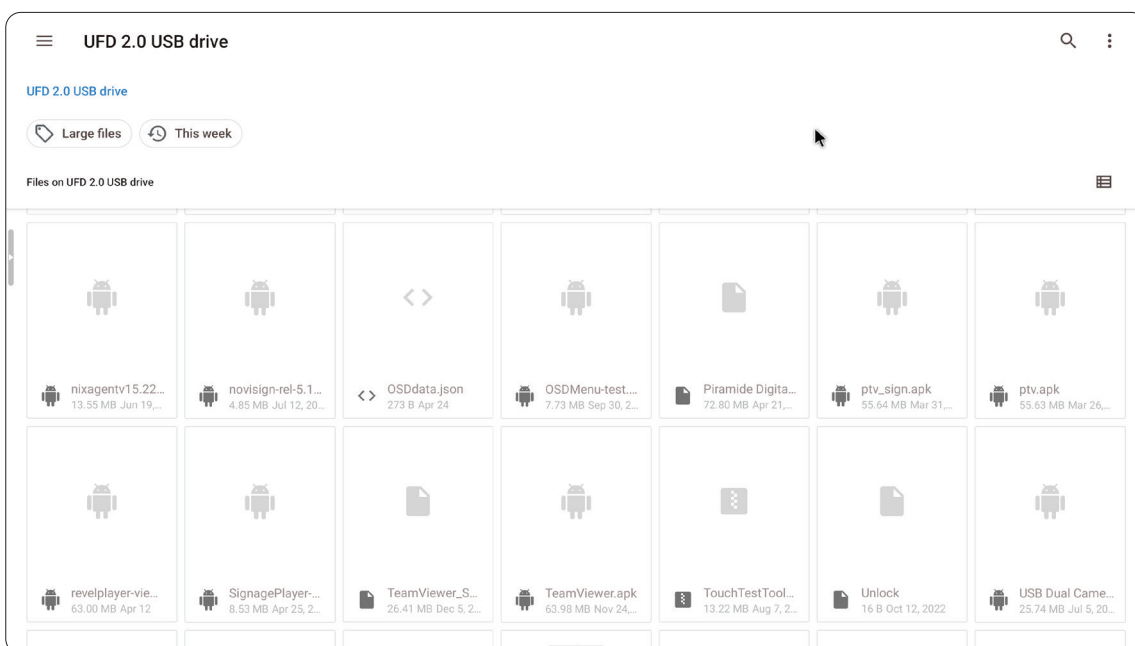 UFD 2.0 USB drive
UFD 2.0 USB drive
Large files
This week
Files on UFD 2.0 USB drive
nixagentv15.22...
13.55 MB Jun 19,...
novisign-rel-5.1...
4.85 MB Jul 12, 20...
OSDdata.json
273 B Apr 24
OSDMenu-test....
7.73 MB Sep 30, 2...
Piramide Digita...
72.80 MB Apr 21,...
ptv_sign.apk
55.64 MB Mar 31,...
ptv.apk
55.63 MB Mar 26,...
revelplayer-vie...
63.00 MB Apr 12
SignagePlayer-...
8.53 MB Apr 25, 2...
TeamViewer_S...
26.41 MB Dec 5, 2...
TeamViewer.apk
63.98 MB Nov 24,...
TouchTestTool...
13.22 MB Aug 7, 2...
Unlock
16 B Oct 12, 2022
USB Dual Came...
25.74 MB Jul 5, 20...